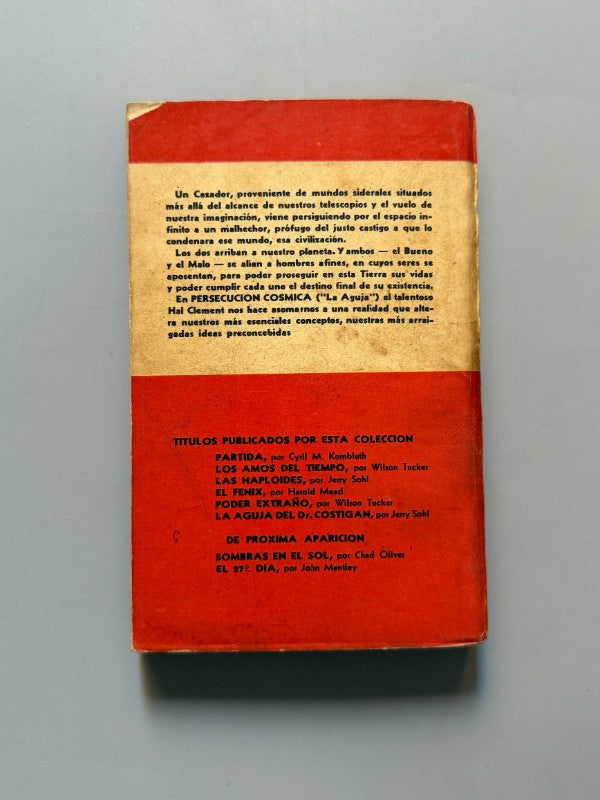 Un Cazador, proveniente de mundos siderales situados
más allá del alcance de nuestros telescopios y el vuelo de
nuestra imaginación, viene persiguiendo por el espacio in-
finito a un malhechor, prófugo del justo castigo a que lo
condenara ese mundo, esa civilización.
Los dos arriban a nuestro planeta. Y ambos — el Bueno
y el Malo — se alían a hombres afines, en cuyos seres se
aposentan, para poder proseguir en esta Tierra sus vidas
y poder cumplir cada uno el destino final de su existencia.
En PERSECUCION COSMICA ("La Aguja") el talentoso
Hal Clement nos hace asomarnos a una realidad que alte-
ra nuestros más esenciales conceptos, nuestras más arrai-
gadas ideas preconcebidas
TITULOS PUBLICADOS POR ESTA COLECCION
PARTIDA, por Cyril M. Kornbluth
LOS AMOS DEL TIEMPO, por Wilson Tucker
LAS HAPLOIDES, por Jerry Sohl
EL FENIX, por Harold Mead
PODER EXTRAÑO, por Wilson Tucker
LA AGUJA DEL Dr. COSTIGAN, por Jerry Sohl
DE PROXIMA APARICION
SOMBRAS EN EL SOL, por Chad Oliver
EL 27º DIA, por John Mantley